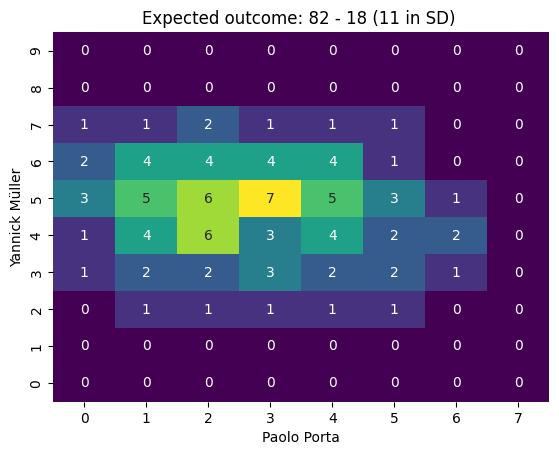 Expected outcome: 82 - 18 (11 in SD)
9 0 0 0 0 0 0 0 0
8 0 0 0 0 0 0 0 0
7 1 1 2 1 1 1 0 0
6 2 4 4 4 4 1 0 0
5 3 5 6 7 5 3 1 0
4 1 4 6 3 4 2 2 0
3 1 2 2 3 2 2 1 0
2 0 1 1 1 1 1 0 0
1 0 0 0 0 0 0 0 0
0 0 0 0 0 0 0 0 0
Yannick Müller
0 1 2 3 4 5 6 7
Paolo Porta